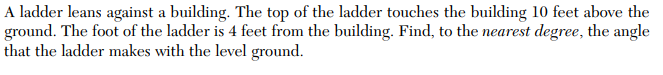 A ladder leans against a building. The top of the ladder touches the building 10 feet above the
ground. The foot of the ladder is 4 feet from the building. Find, to the nearest degree, the angle
that the ladder makes with the level ground.